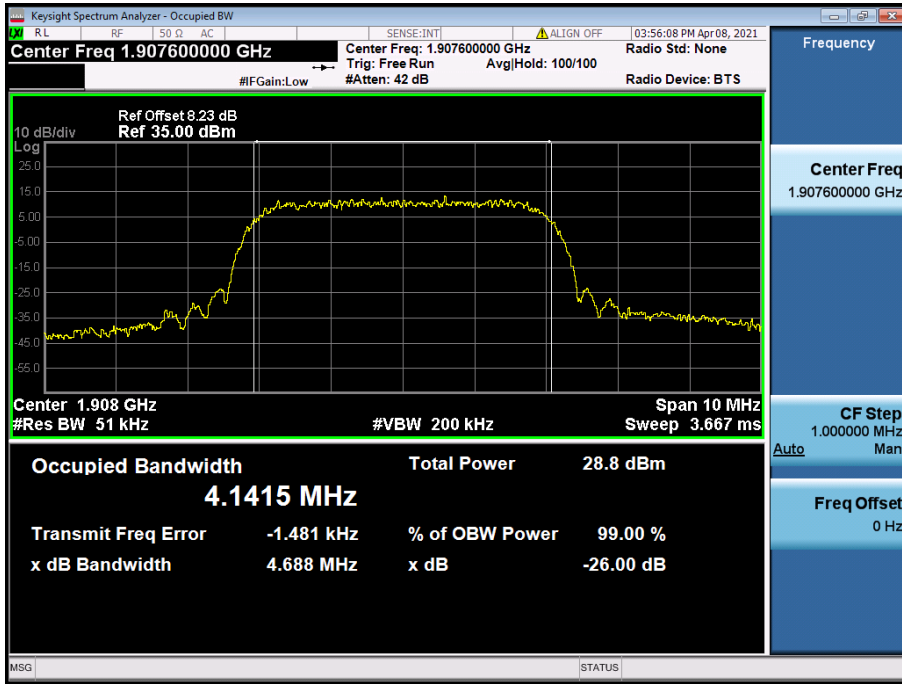 Keysight Spectrum Analyzer - Occupied BW
LXI RL RF 50 Ω AC SENSE:INT ALIGN OFF 03:56:08 PM Apr 08, 2021
Center Freq 1.907600000 GHz
Center Freq: 1.907600000 GHz Radio Std: None
Trig: Free Run Avg|Hold: 100/100
#IFGain:Low #Atten: 42 dB Radio Device: BTS
Frequency
Ref Offset 8.23 dB
10 dB/div Ref 35.00 dBm
Log
25.0
15.0
5.00
-5.00
-15.0
-25.0
-35.0
-45.0
-55.0
Center 1.908 GHz Span 10 MHz
#Res BW 51 kHz #VBW 200 kHz Sweep 3.667 ms
Center Freq
1.907600000 GHz
CF Step
1.000000 MHz
Auto Man
Freq Offset
0 Hz
Occupied Bandwidth Total Power 28.8 dBm
4.1415 MHz
Transmit Freq Error -1.481 kHz % of OBW Power 99.00 %
x dB Bandwidth 4.688 MHz x dB -26.00 dB
MSG STATUS